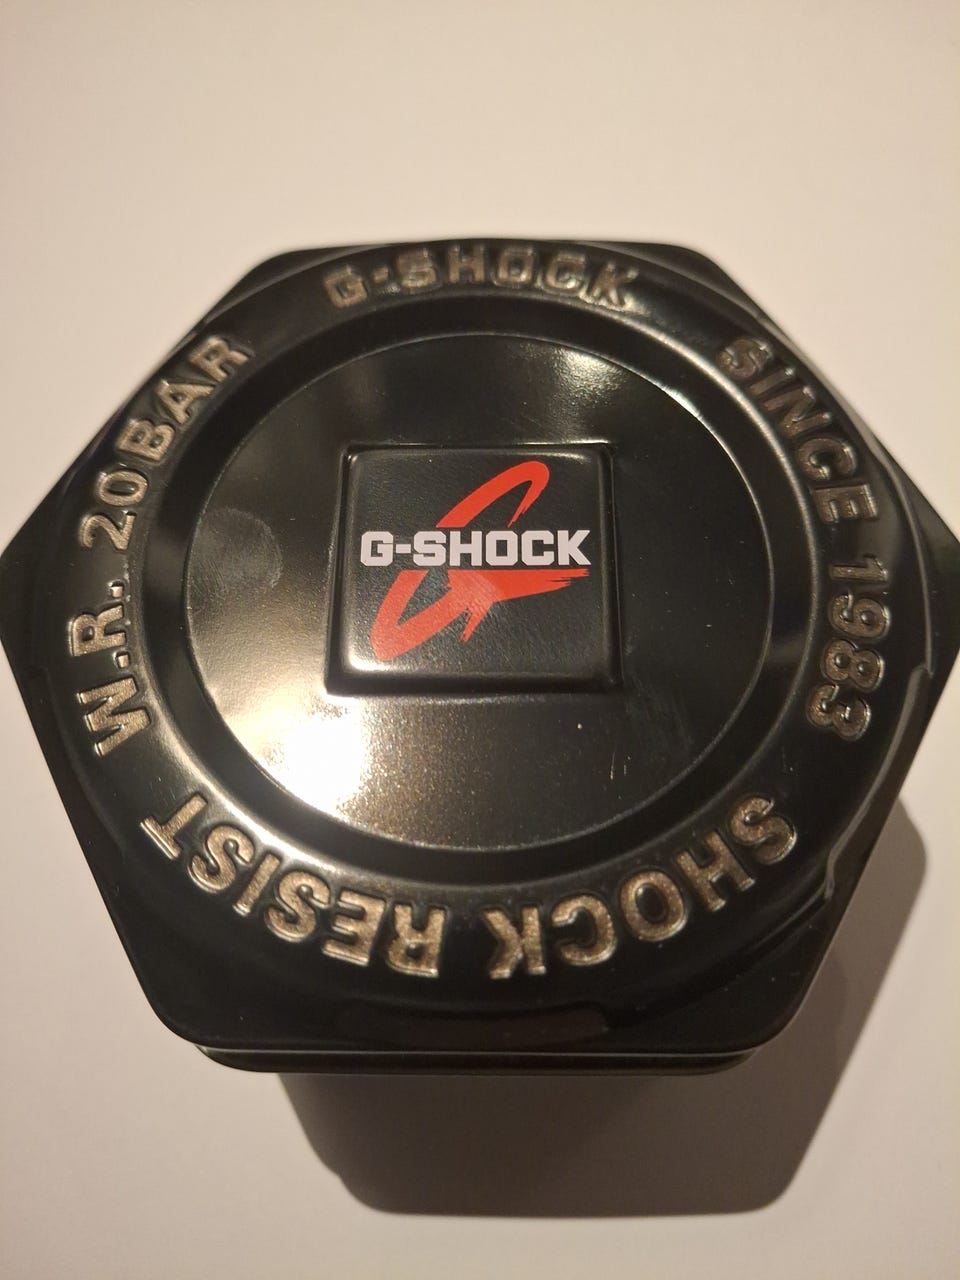 G-SHOCK
SINCE 1983
SHOCK RESIST
W.R. 20BAR
G-SHOCK